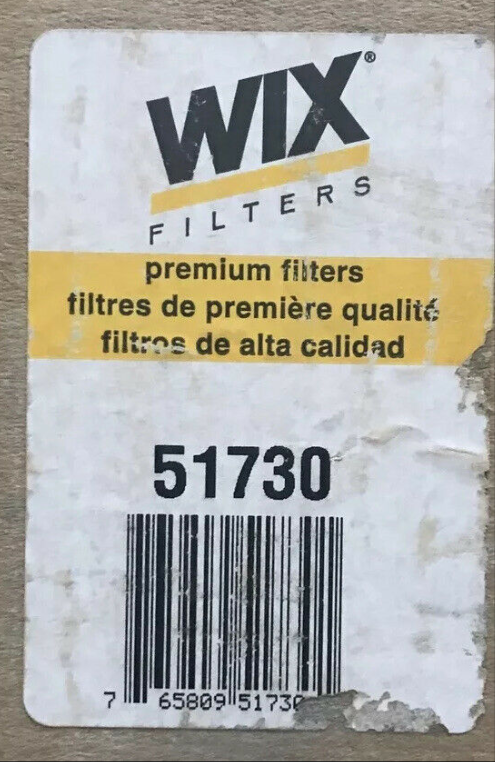 WIX®
FILTERS
premium filters
filtres de première qualité
filtros de alta calidad
51730
7 65809 51730